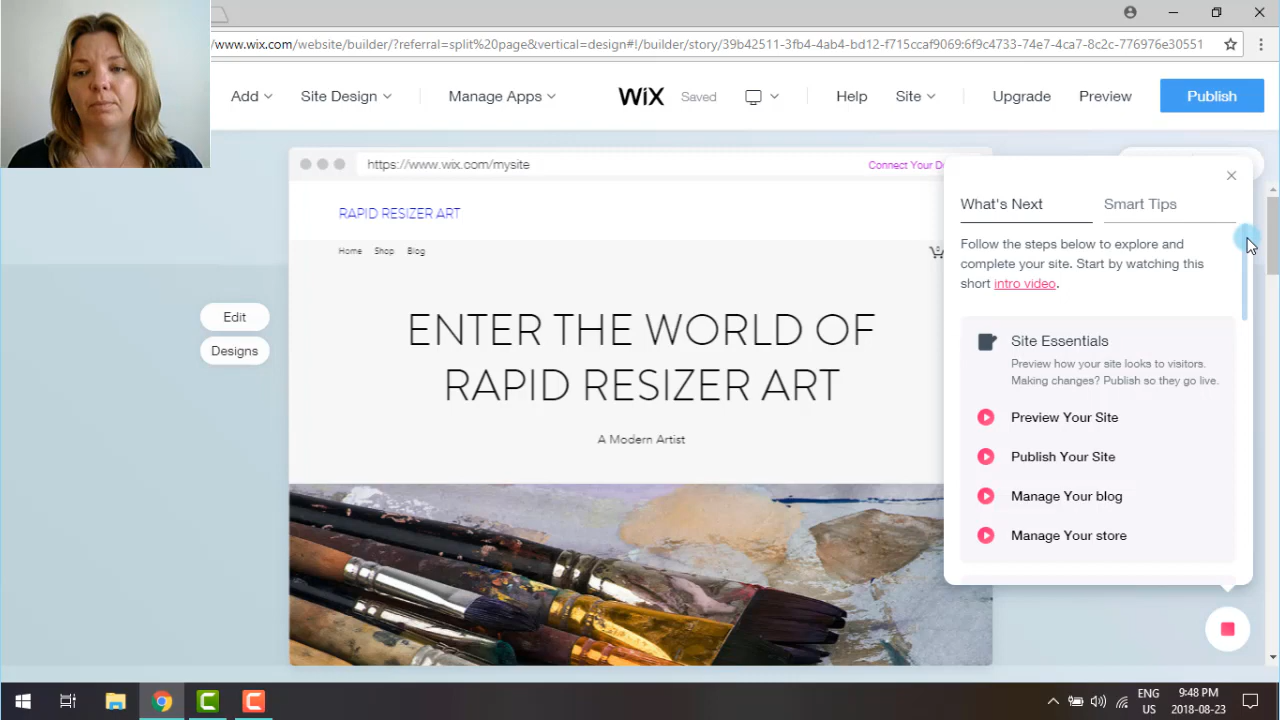 www.wix.com/website/builder/?referral=split%20page&vertical=design#!/builder/story/39b42511-3fb4-4ab4-bd12-f715ccaf9069:6f9c4733-74e7-4ca7-8c2c-776976e30551
Add Site Design Manage Apps WiX Saved Help Site Upgrade Preview Publish
https://www.wix.com/mysite Connect Your D
RAPID RESIZER ART
Home Shop Blog
ENTER THE WORLD OF
RAPID RESIZER ART
A Modern Artist
Edit
Designs
What's Next Smart Tips
Follow the steps below to explore and
complete your site. Start by watching this
short intro video.
Site Essentials
Preview how your site looks to visitors.
Making changes? Publish so they go live.
Preview Your Site
Publish Your Site
Manage Your blog
Manage Your store
ENG
US
9:48 PM
2018-08-23